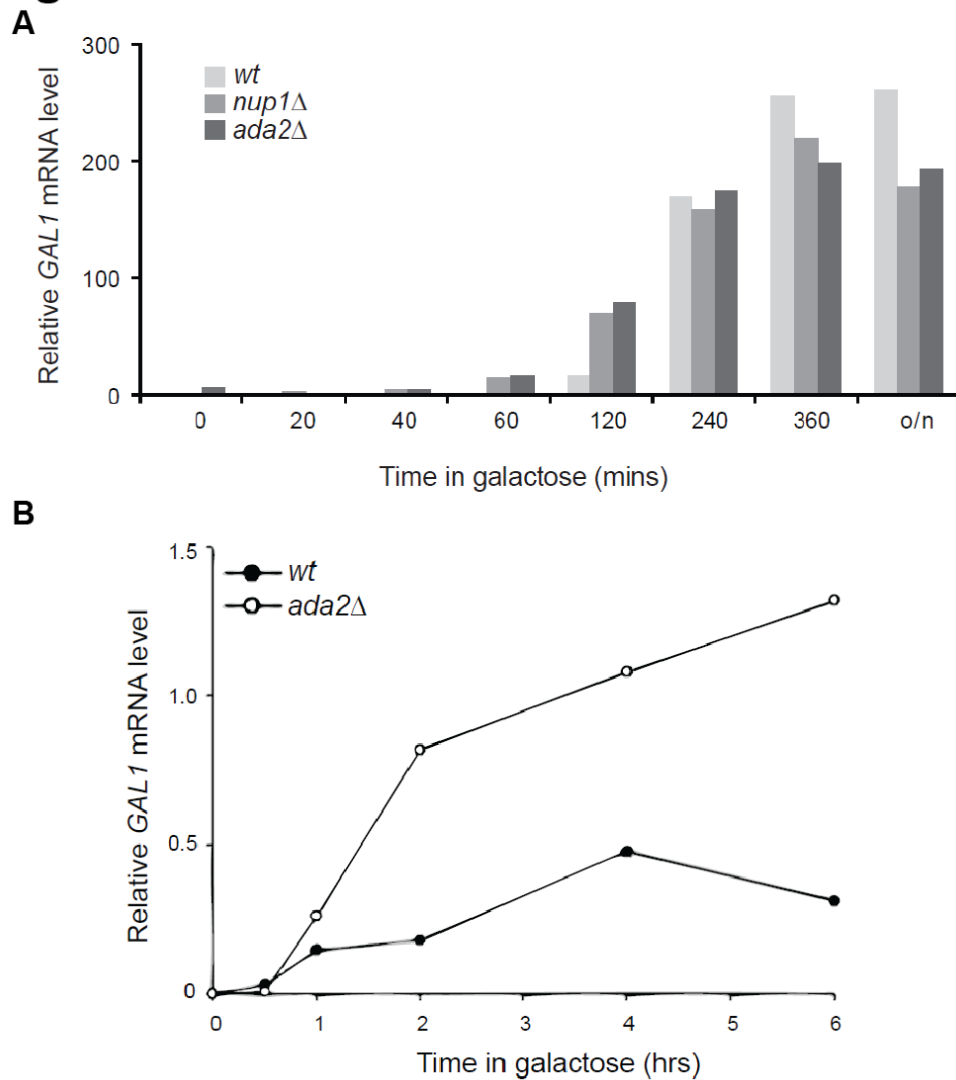 A
300
200
100
0
Relative GAL1 mRNA level
wt
nup1Δ
ada2Δ
0 20 40 60 120 240 360 o/n
Time in galactose (mins)
B
1.5
1.0
0.5
0
Relative GAL1 mRNA level
wt
ada2Δ
0 1 2 3 4 5 6
Time in galactose (hrs)